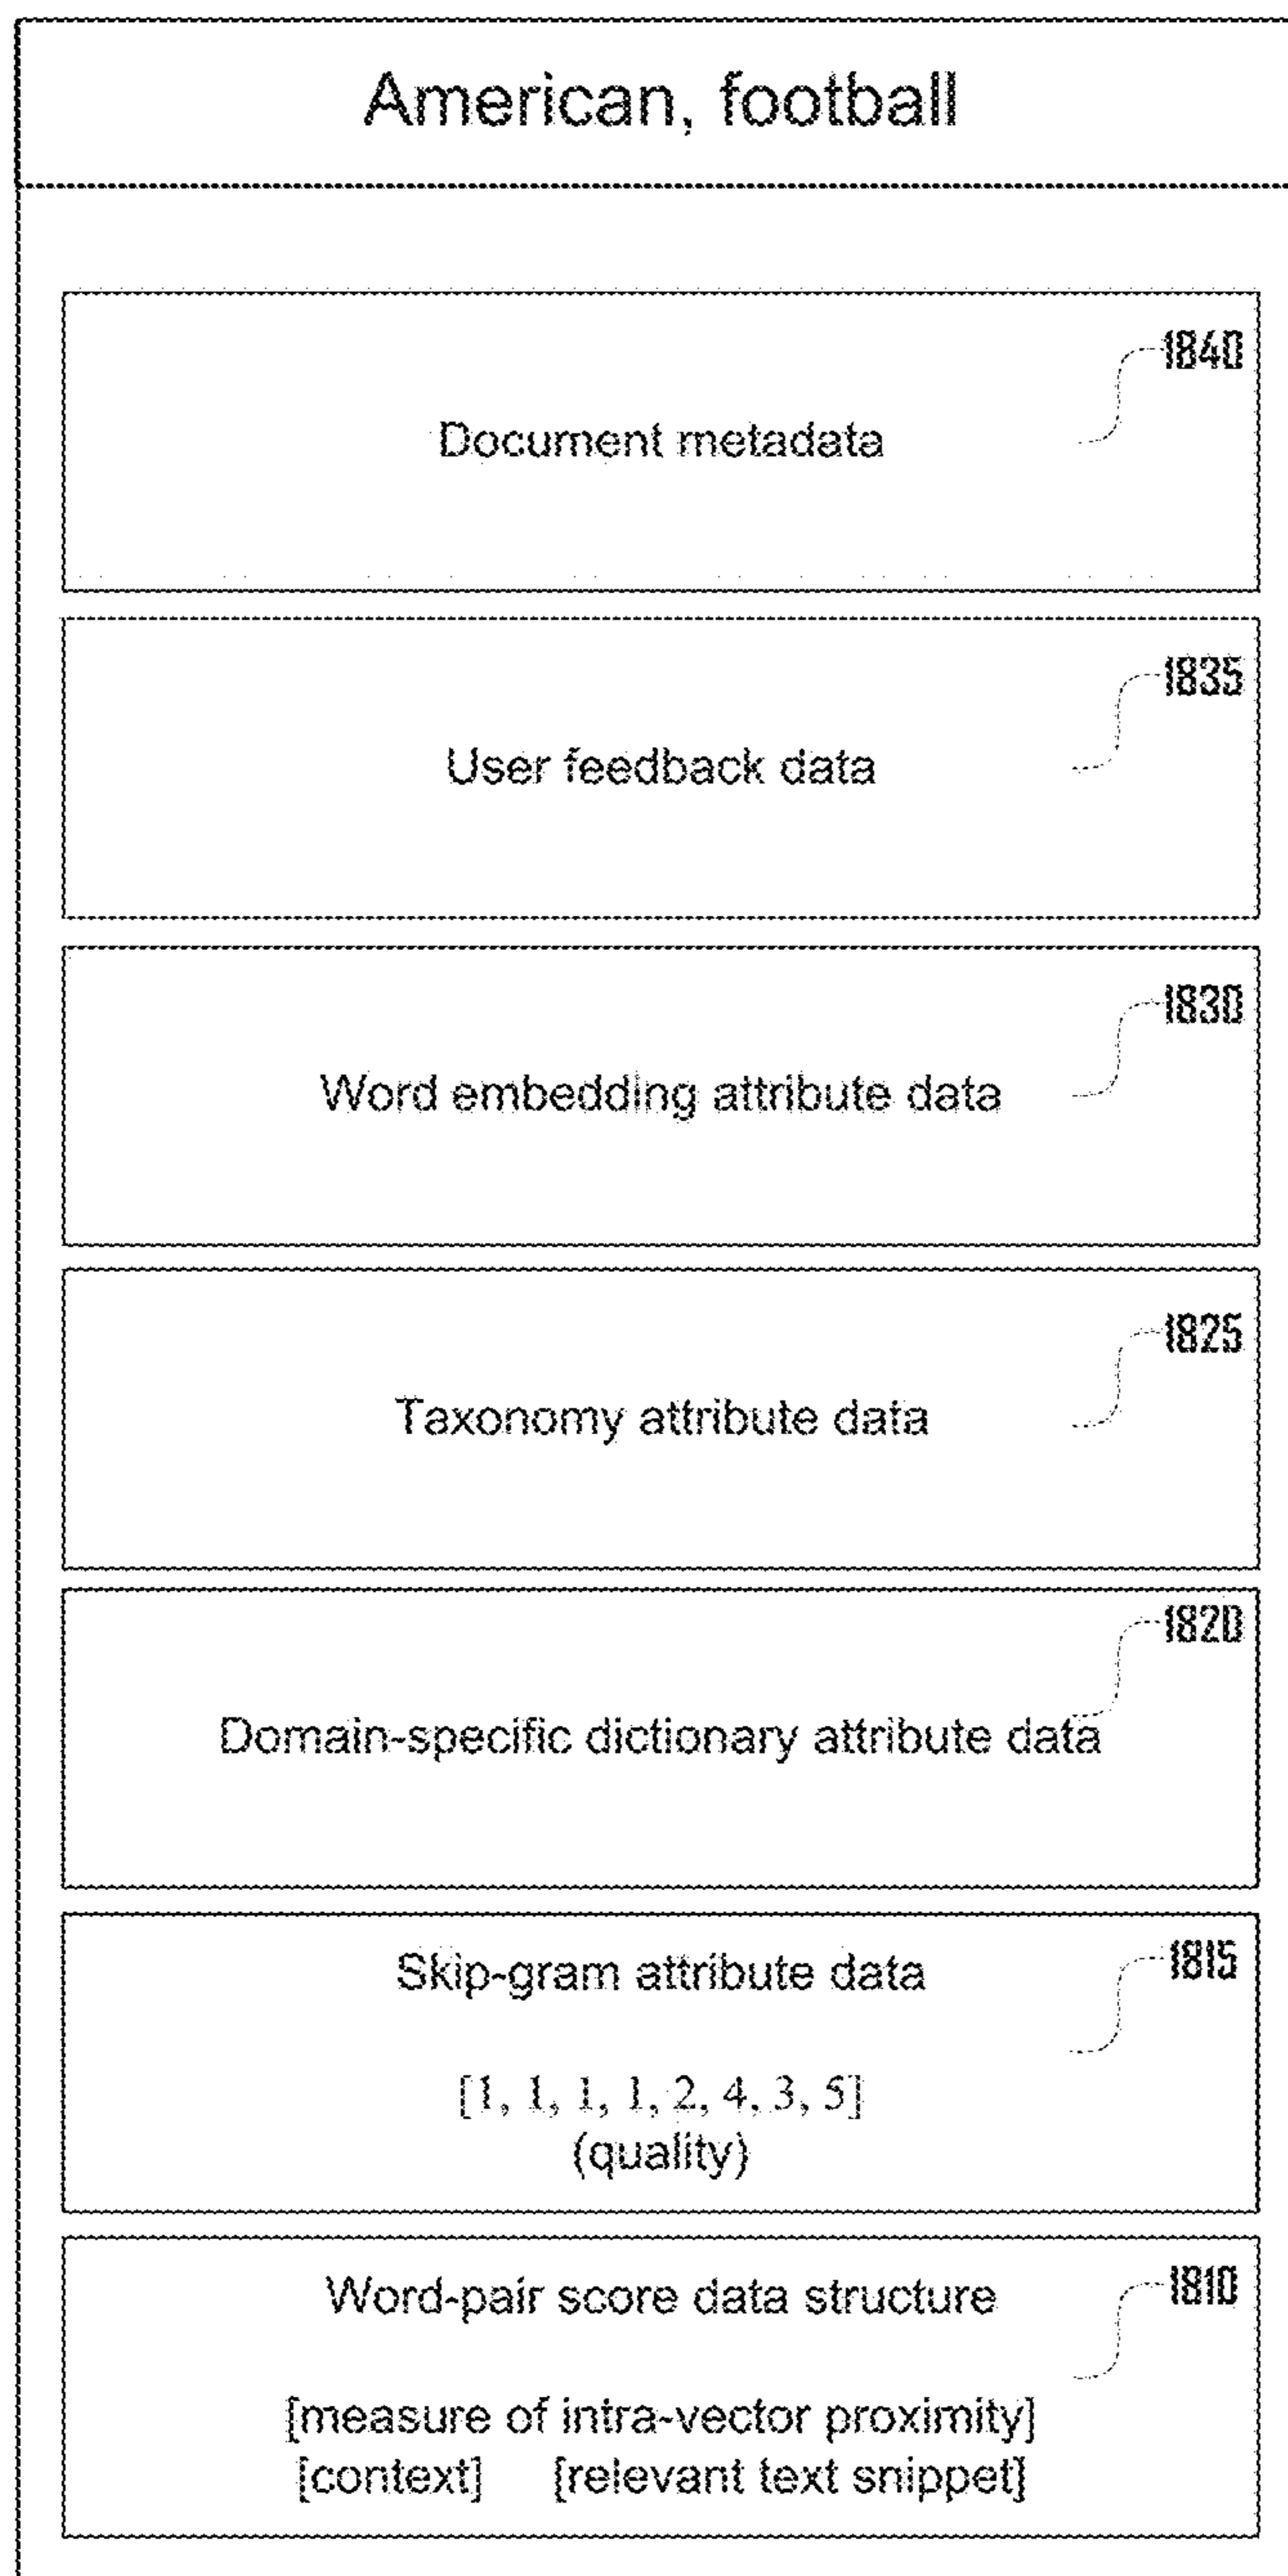 American, football
1840
Document metadata
1835
User feedback data
1830
Word embedding attribute data
1825
Taxonomy attribute data
1820
Domain-specific dictionary attribute data
1815
Skip-gram attribute data
[1, 1, 1, 1, 2, 4, 3, 5]
(quality)
1810
Word-pair score data structure
[measure of intra-vector proximity]
[context] [relevant text snippet]